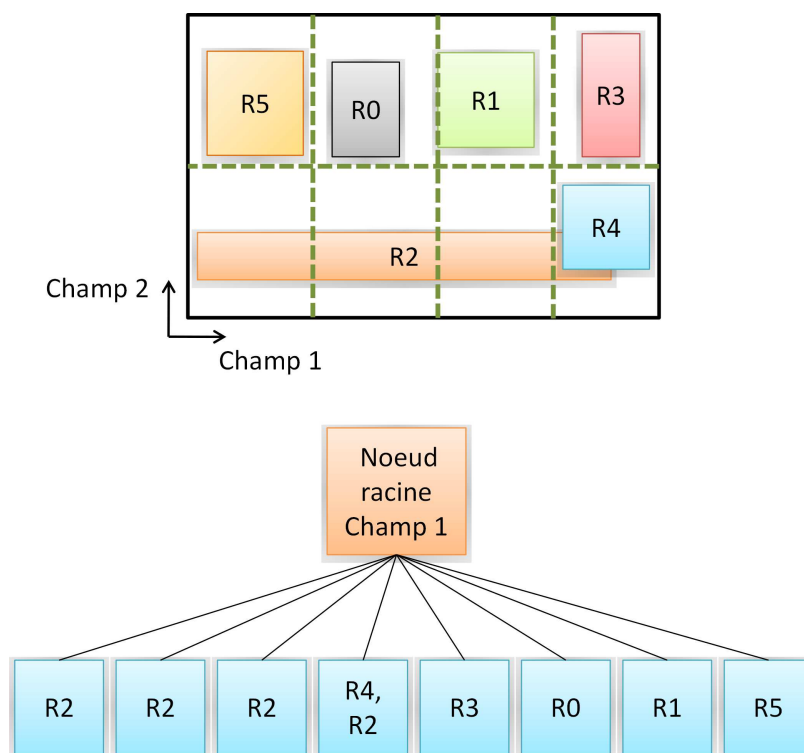 R5
R0
R1
R3
R4
R2
Champ 2
Champ 1
Noeud
racine
Champ 1
R2
R2
R2
R4,
R2
R3
R0
R1
R5